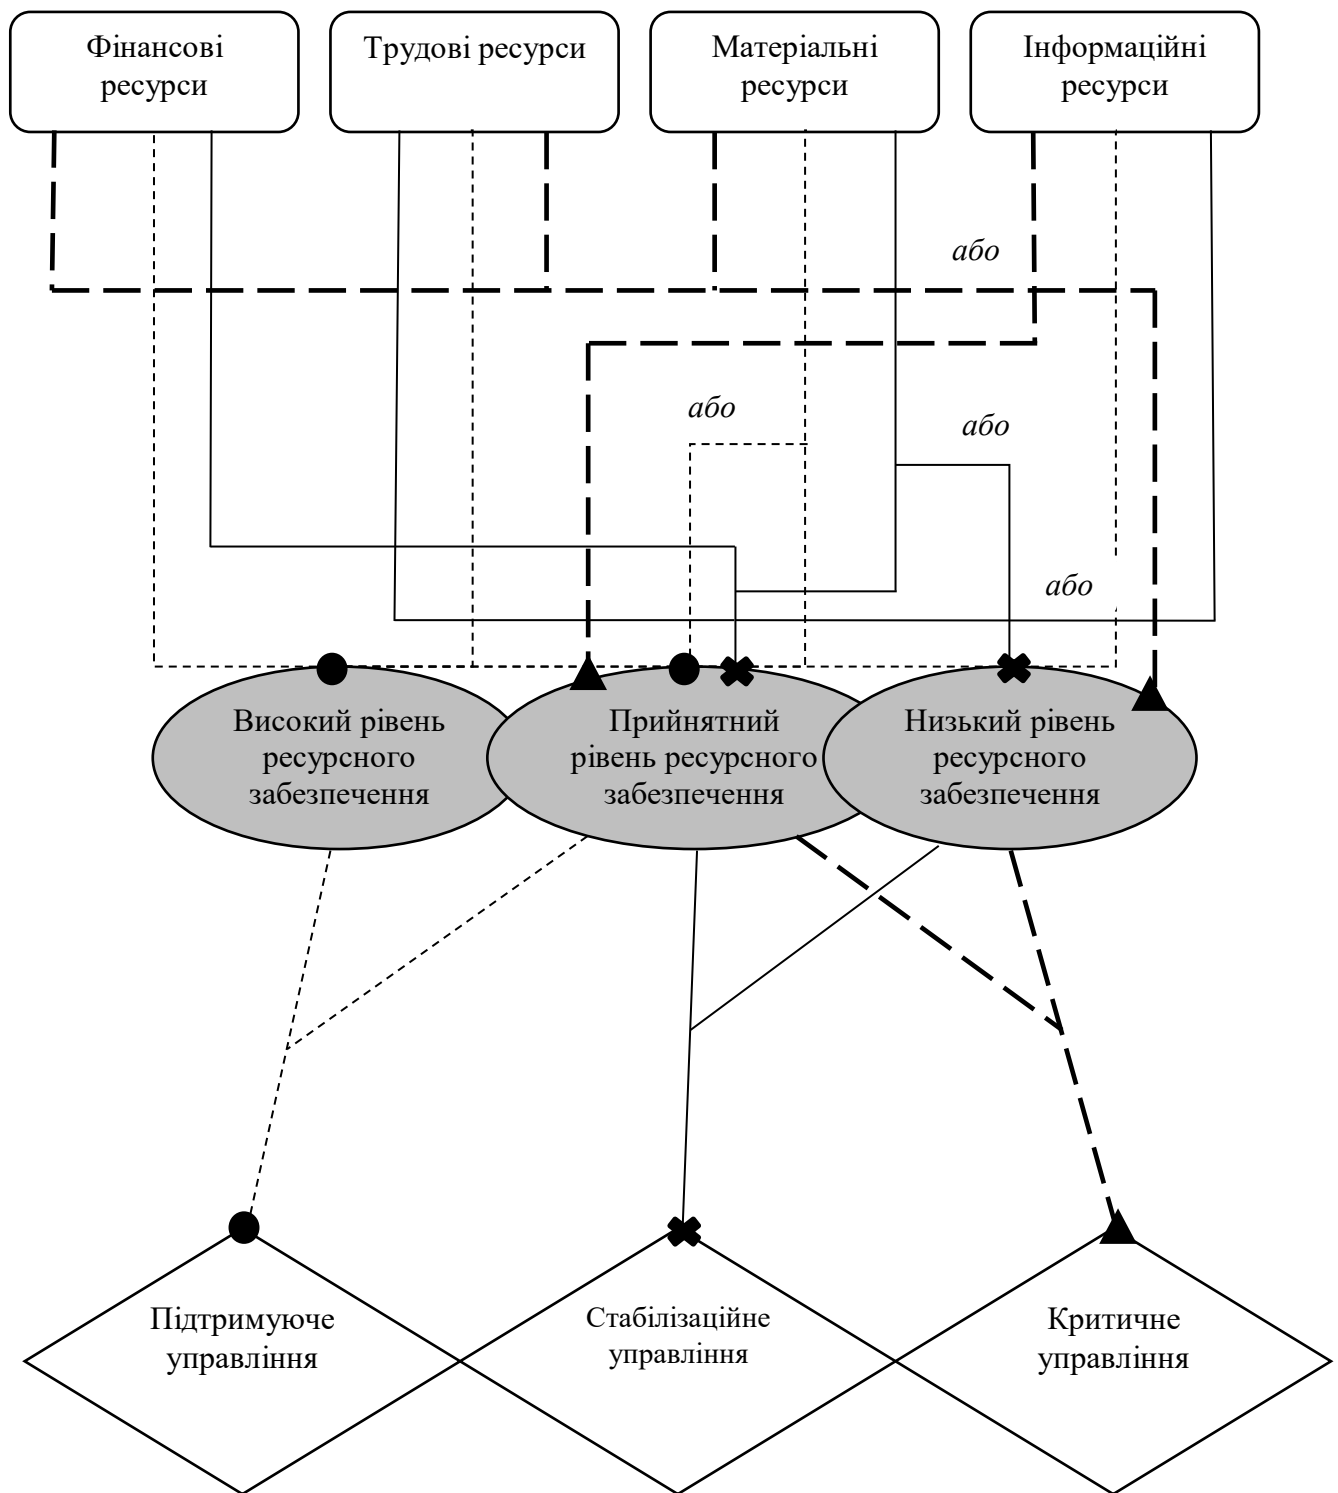 Фінансові
ресурси
Трудові ресурси
Матеріальні
ресурси
Інформаційні
ресурси
або
або
або
або
Високий рівень
ресурсного
забезпечення
Прийнятний
рівень ресурсного
забезпечення
Низький рівень
ресурсного
забезпечення
Підтримуюче
управління
Стабілізаційне
управління
Критичне
управління